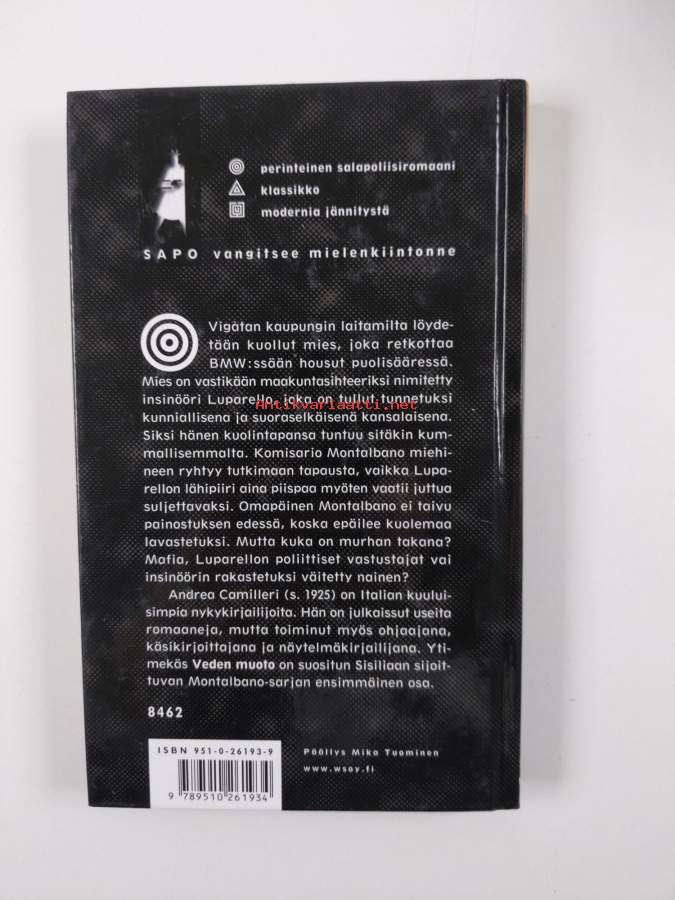 perinteinen salapoliisiromaani
klassikko
M modernia jännitystä
SAPO vangitsee mielenkiintonne
Vigàtan kaupungin laitamilta löyde-
tään kuollut mies, joka retkottaa
BMW:ssään housut puolisääressä.
Mies on vastikään maakuntasihteeriksi nimitetty
insinööri Luparello, joka on tullut tunnetuksi
Antikvariaatti.net
kunniallisena ja suoraselkäisenä kansalaisena.
Siksi hänen kuolintapansa tuntuu sitäkin kum-
mallisemmalta. Komisario Montalbano miehi-
neen ryhtyy tutkimaan tapausta, vaikka Lupa-
rellon lähipiiri aina piispaa myöten vaatii juttua
suljettavaksi. Omapäinen Montalbano ei taivu
painostuksen edessä, koska epäilee kuolemaa
lavastetuksi. Mutta kuka on murhan takana?
Mafia, Luparellon poliittiset vastustajat vai
insinöörin rakastetuksi väitetty nainen?
Andrea Camilleri (s. 1925) on Italian kuului-
simpia nykykirjailijoita. Hän on julkaissut useita
romaaneja, mutta toiminut myös ohjaajana,
käsikirjoittajana ja näytelmäkirjailijana. Yti-
mekäs Veden muoto on suositun Sisiliaan sijoit-
tuvan Montalbano-sarjan ensimmäinen osa.
8462
ISBN 951-0-26193-9
9 789510 261934
Päällys Mika Tuominen
www.wsoy.fi